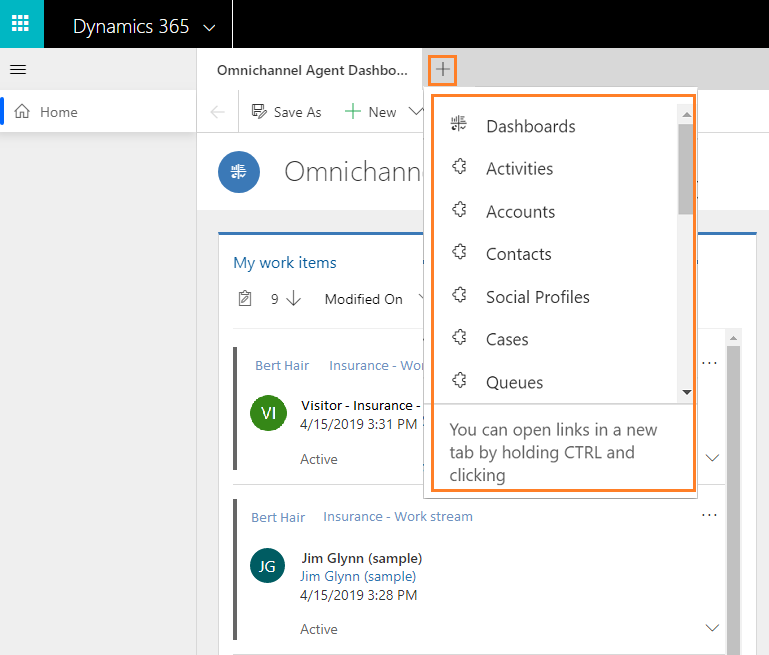 Dynamics 365
Omnichannel Agent Dashbo...
Home
Save As
New
Omnichann
Dashboards
Activities
Accounts
Contacts
Social Profiles
Cases
Queues
You can open links in a new
tab by holding CTRL and
clicking
My work items
9
Modified On
Bert Hair
Insurance - Wo
VI
Visitor - Insurance -
4/15/2019 3:31 PM
Active
Bert Hair
Insurance - Work stream
JG
Jim Glynn (sample)
Jim Glynn (sample)
4/15/2019 3:28 PM
Active